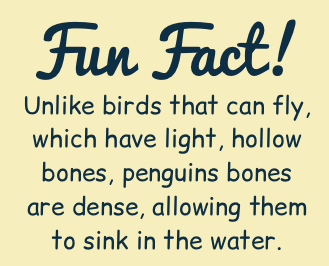 Fun Fact!
Unlike birds that can fly,
which have light, hollow
bones, penguins bones
are dense, allowing them
to sink in the water.